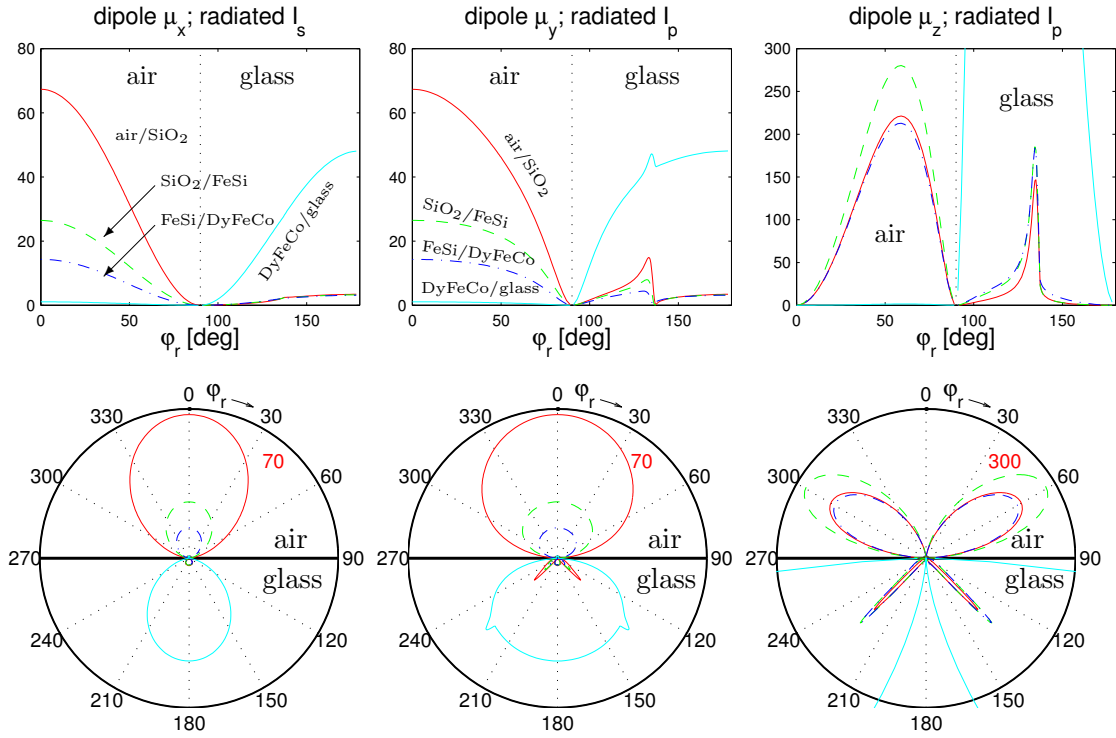 dipole μx; radiated Is
dipole μy; radiated Ip
dipole μz; radiated Ip
80
60
40
20
0
0
50
100
150
φr [deg]
air
glass
air/SiO2
SiO2/FeSi
FeSi/DyFeCo
DyFeCo/glass
80
60
40
20
0
0
50
100
150
φr [deg]
air
glass
air/SiO2
SiO2/FeSi
FeSi/DyFeCo
DyFeCo/glass
300
250
200
150
100
50
0
0
50
100
150
φr [deg]
glass
air
0
φr
30
60
90
120
150
180
210
240
270
300
330
70
air
glass
0
φr
30
60
90
120
150
180
210
240
270
300
330
70
air
glass
0
φr
30
60
90
120
150
180
210
240
270
300
330
300
air
glass